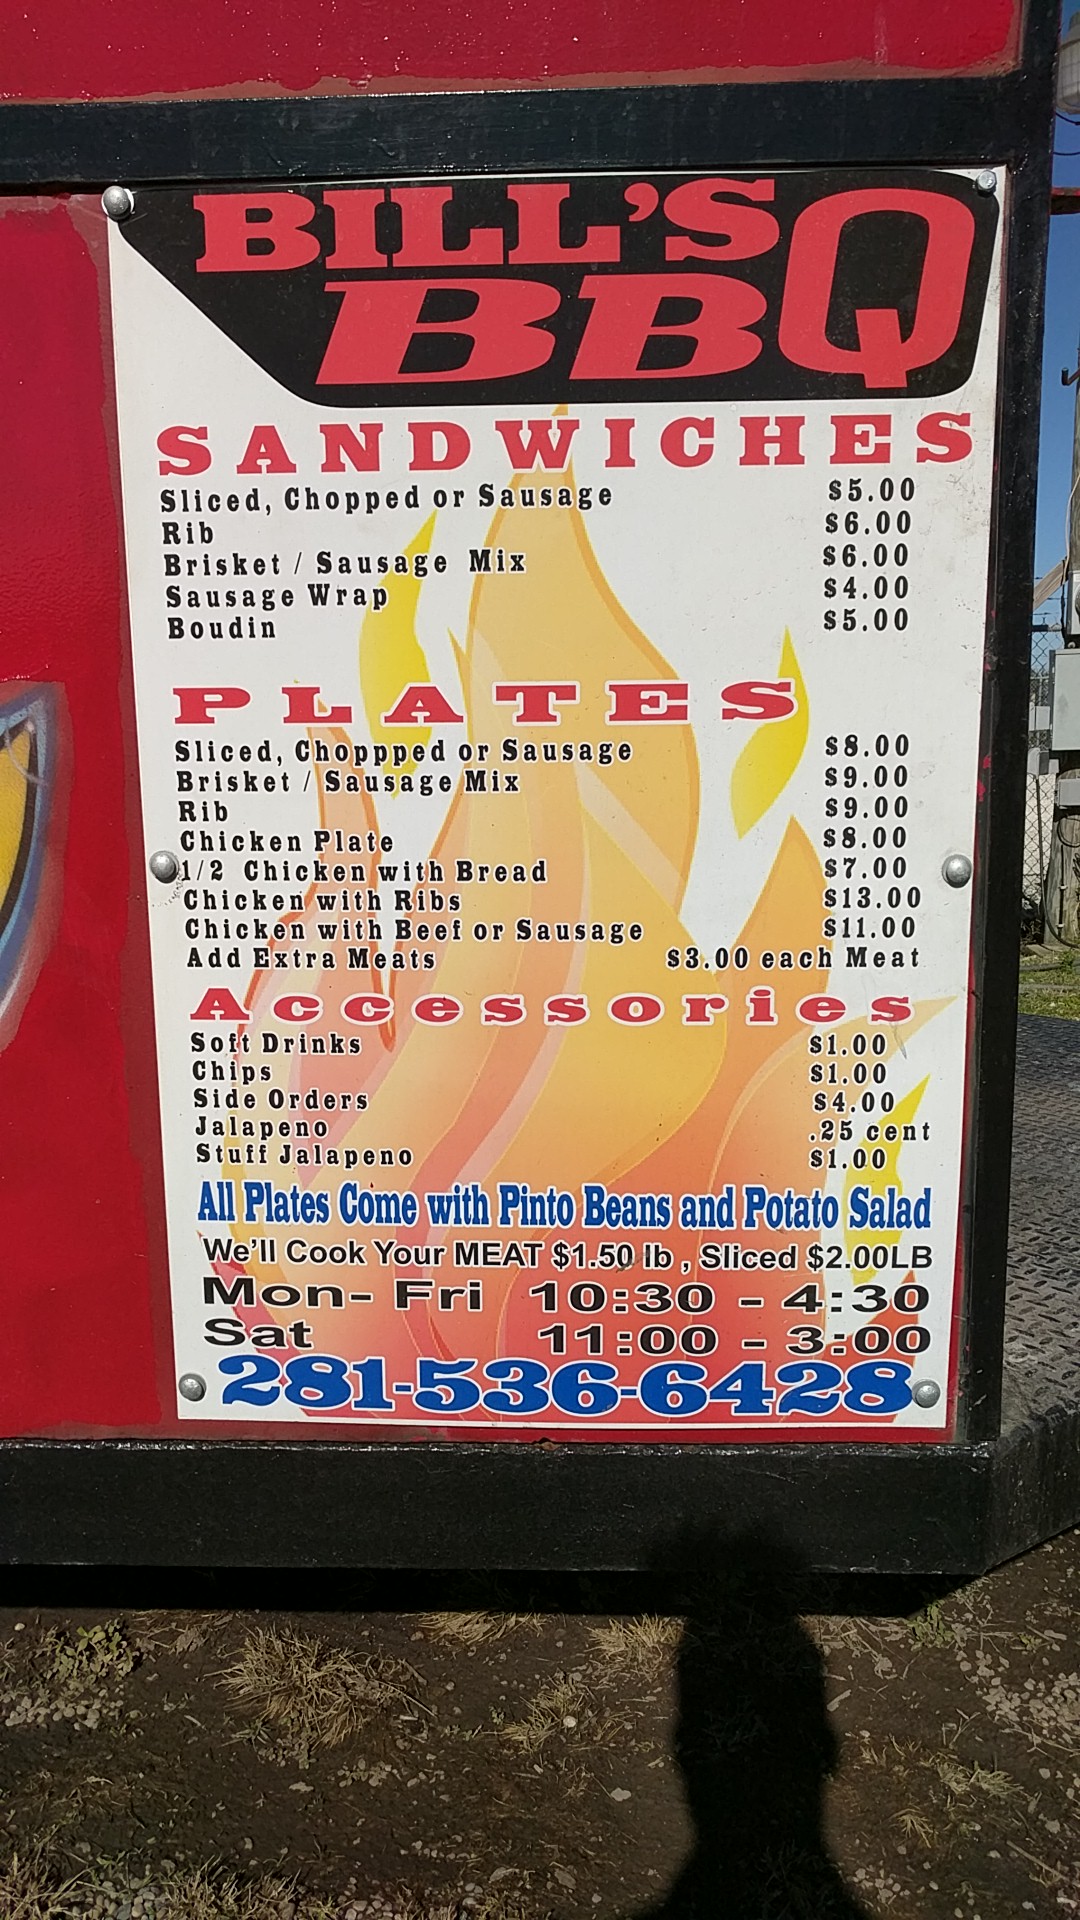 BILL'S
BBQ
SANDWICHES
Sliced, Chopped or Sausage $5.00
Rib $6.00
Brisket / Sausage Mix $6.00
Sausage Wrap $4.00
Boudin $5.00
PLATES
Sliced, Choppped or Sausage $8.00
Brisket / Sausage Mix $9.00
Rib $9.00
Chicken Plate $8.00
1/2 Chicken with Bread $7.00
Chicken with Ribs $13.00
Chicken with Beef or Sausage $11.00
Add Extra Meats $3.00 each Meat
Accessories
Soft Drinks $1.00
Chips $1.00
Side Orders $4.00
Jalapeno .25 cent
Stuff Jalapeno $1.00
All Plates Come with Pinto Beans and Potato Salad
We'll Cook Your MEAT $1.50 lb , Sliced $2.00LB
Mon- Fri 10:30 - 4:30
Sat 11:00 - 3:00
281-536-6428